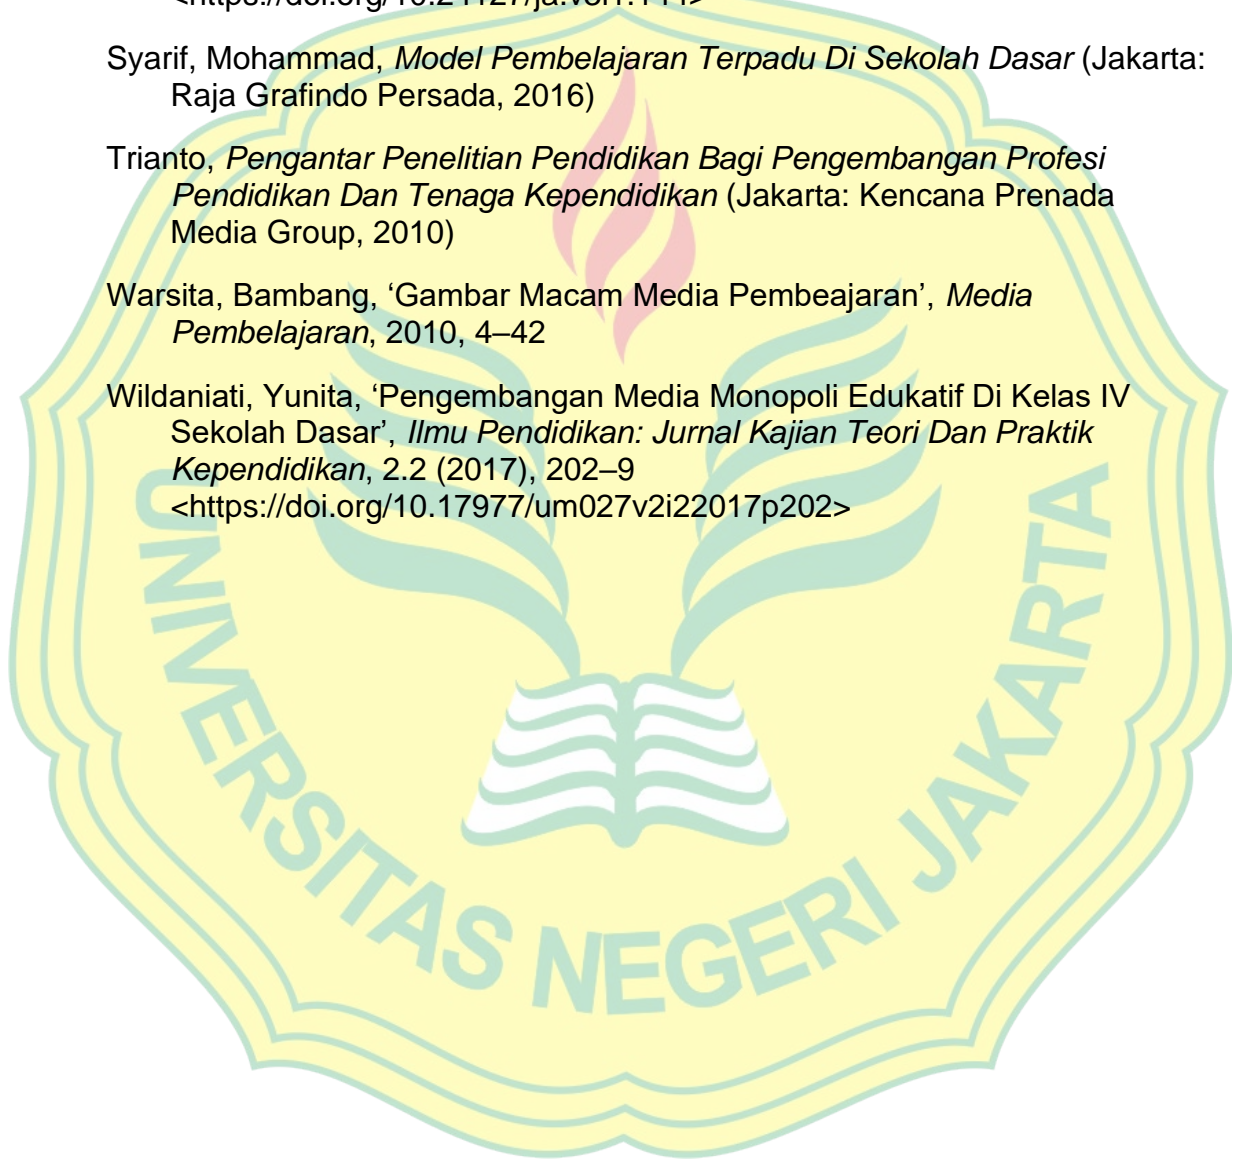 Syarif, Mohammad, Model Pembelajaran Terpadu Di Sekolah Dasar (Jakarta:
Raja Grafindo Persada, 2016)
Trianto, Pengantar Penelitian Pendidikan Bagi Pengembangan Profesi
Pendidikan Dan Tenaga Kependidikan (Jakarta: Kencana Prenada
Media Group, 2010)
Warsita, Bambang, ‘Gambar Macam Media Pembeajaran’, Media
Pembelajaran, 2010, 4–42
Wildaniati, Yunita, ‘Pengembangan Media Monopoli Edukatif Di Kelas IV
Sekolah Dasar’, Ilmu Pendidikan: Jurnal Kajian Teori Dan Praktik
Kependidikan, 2.2 (2017), 202–9
<https://doi.org/10.17977/um027v2i22017p202>
UNIVERSITAS NEGERI JAKARTA